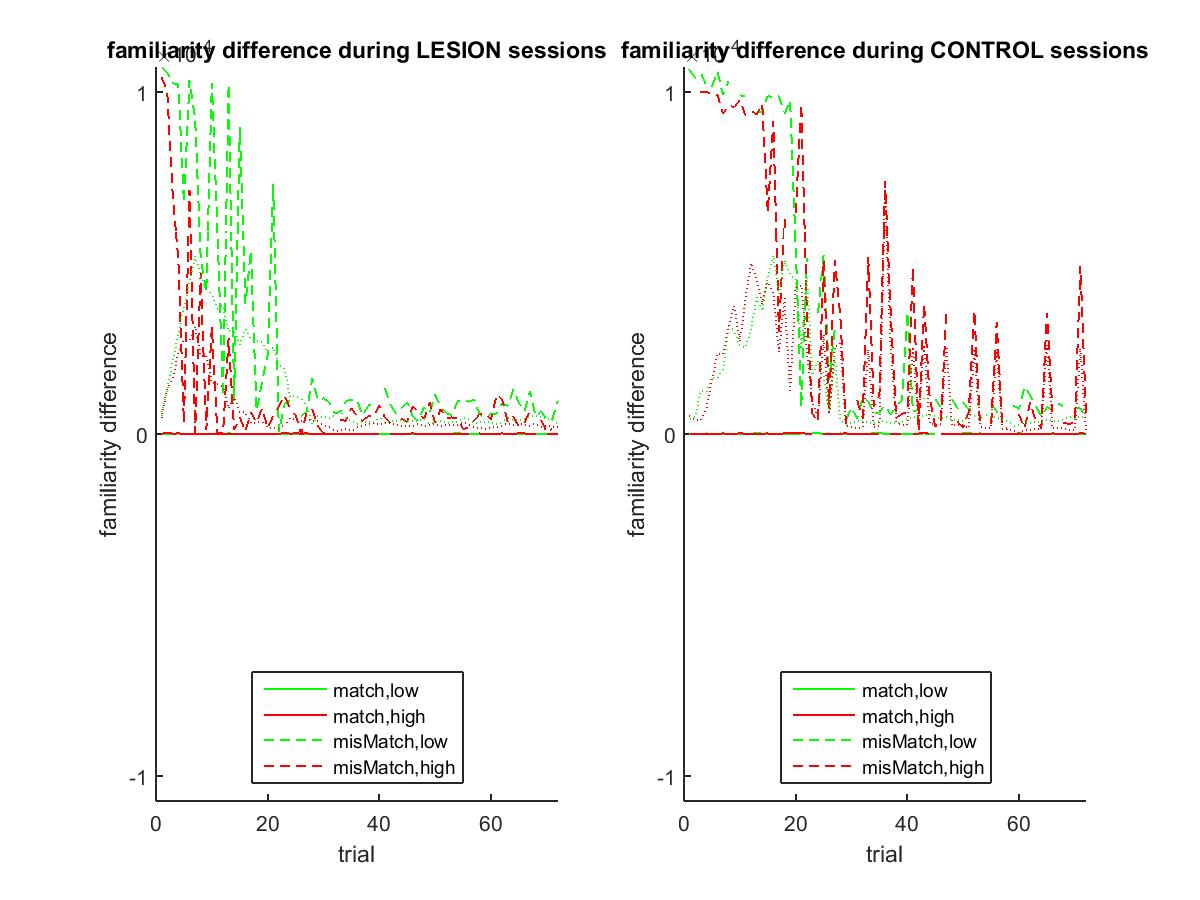 familiarity difference during LESION sessions
familiarity difference
1
0
-1
0 20 40 60
trial
match,low
match,high
misMatch,low
misMatch,high
familiarity difference during CONTROL sessions
familiarity difference
1
0
-1
0 20 40 60
trial
match,low
match,high
misMatch,low
misMatch,high